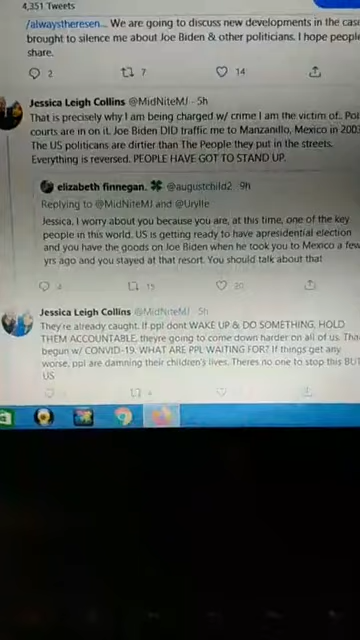 4,351 Tweets
/alwaystheresen... We are going to discuss new developments in the case
brought to silence me about Joe Biden & other politicians. I hope people
share.
2 7 14
Jessica Leigh Collins @MidNiteMJ · 5h
That is precisely why I am being charged w/ crime I am the victim of. Pol
courts are in on it. Joe Biden DID traffic me to Manzanillo, Mexico in 2003
The US politicians are dirtier than The People they put in the streets.
Everything is reversed. PEOPLE HAVE GOT TO STAND UP.
elizabeth finnegan. @augustchild2 · 9h
Replying to @MidNiteMJ and @Urylle
Jessica, I worry about you because you are, at this time, one of the key
people in this world. US is getting ready to have apresidential election
and you have the goods on Joe Biden when he took you to Mexico a few
yrs ago and you stayed at that resort. You should talk about that
4 15 20
Jessica Leigh Collins @MidNiteMJ · 5h
They're already caught. If ppl dont WAKE UP & DO SOMETHING, HOLD
THEM ACCOUNTABLE, theyre going to come down harder on all of us. Tha
begun w/ CONVID-19. WHAT ARE PPL WAITING FOR? If things get any
worse, ppl are damning their children's lives. Theres no one to stop this BUT
US